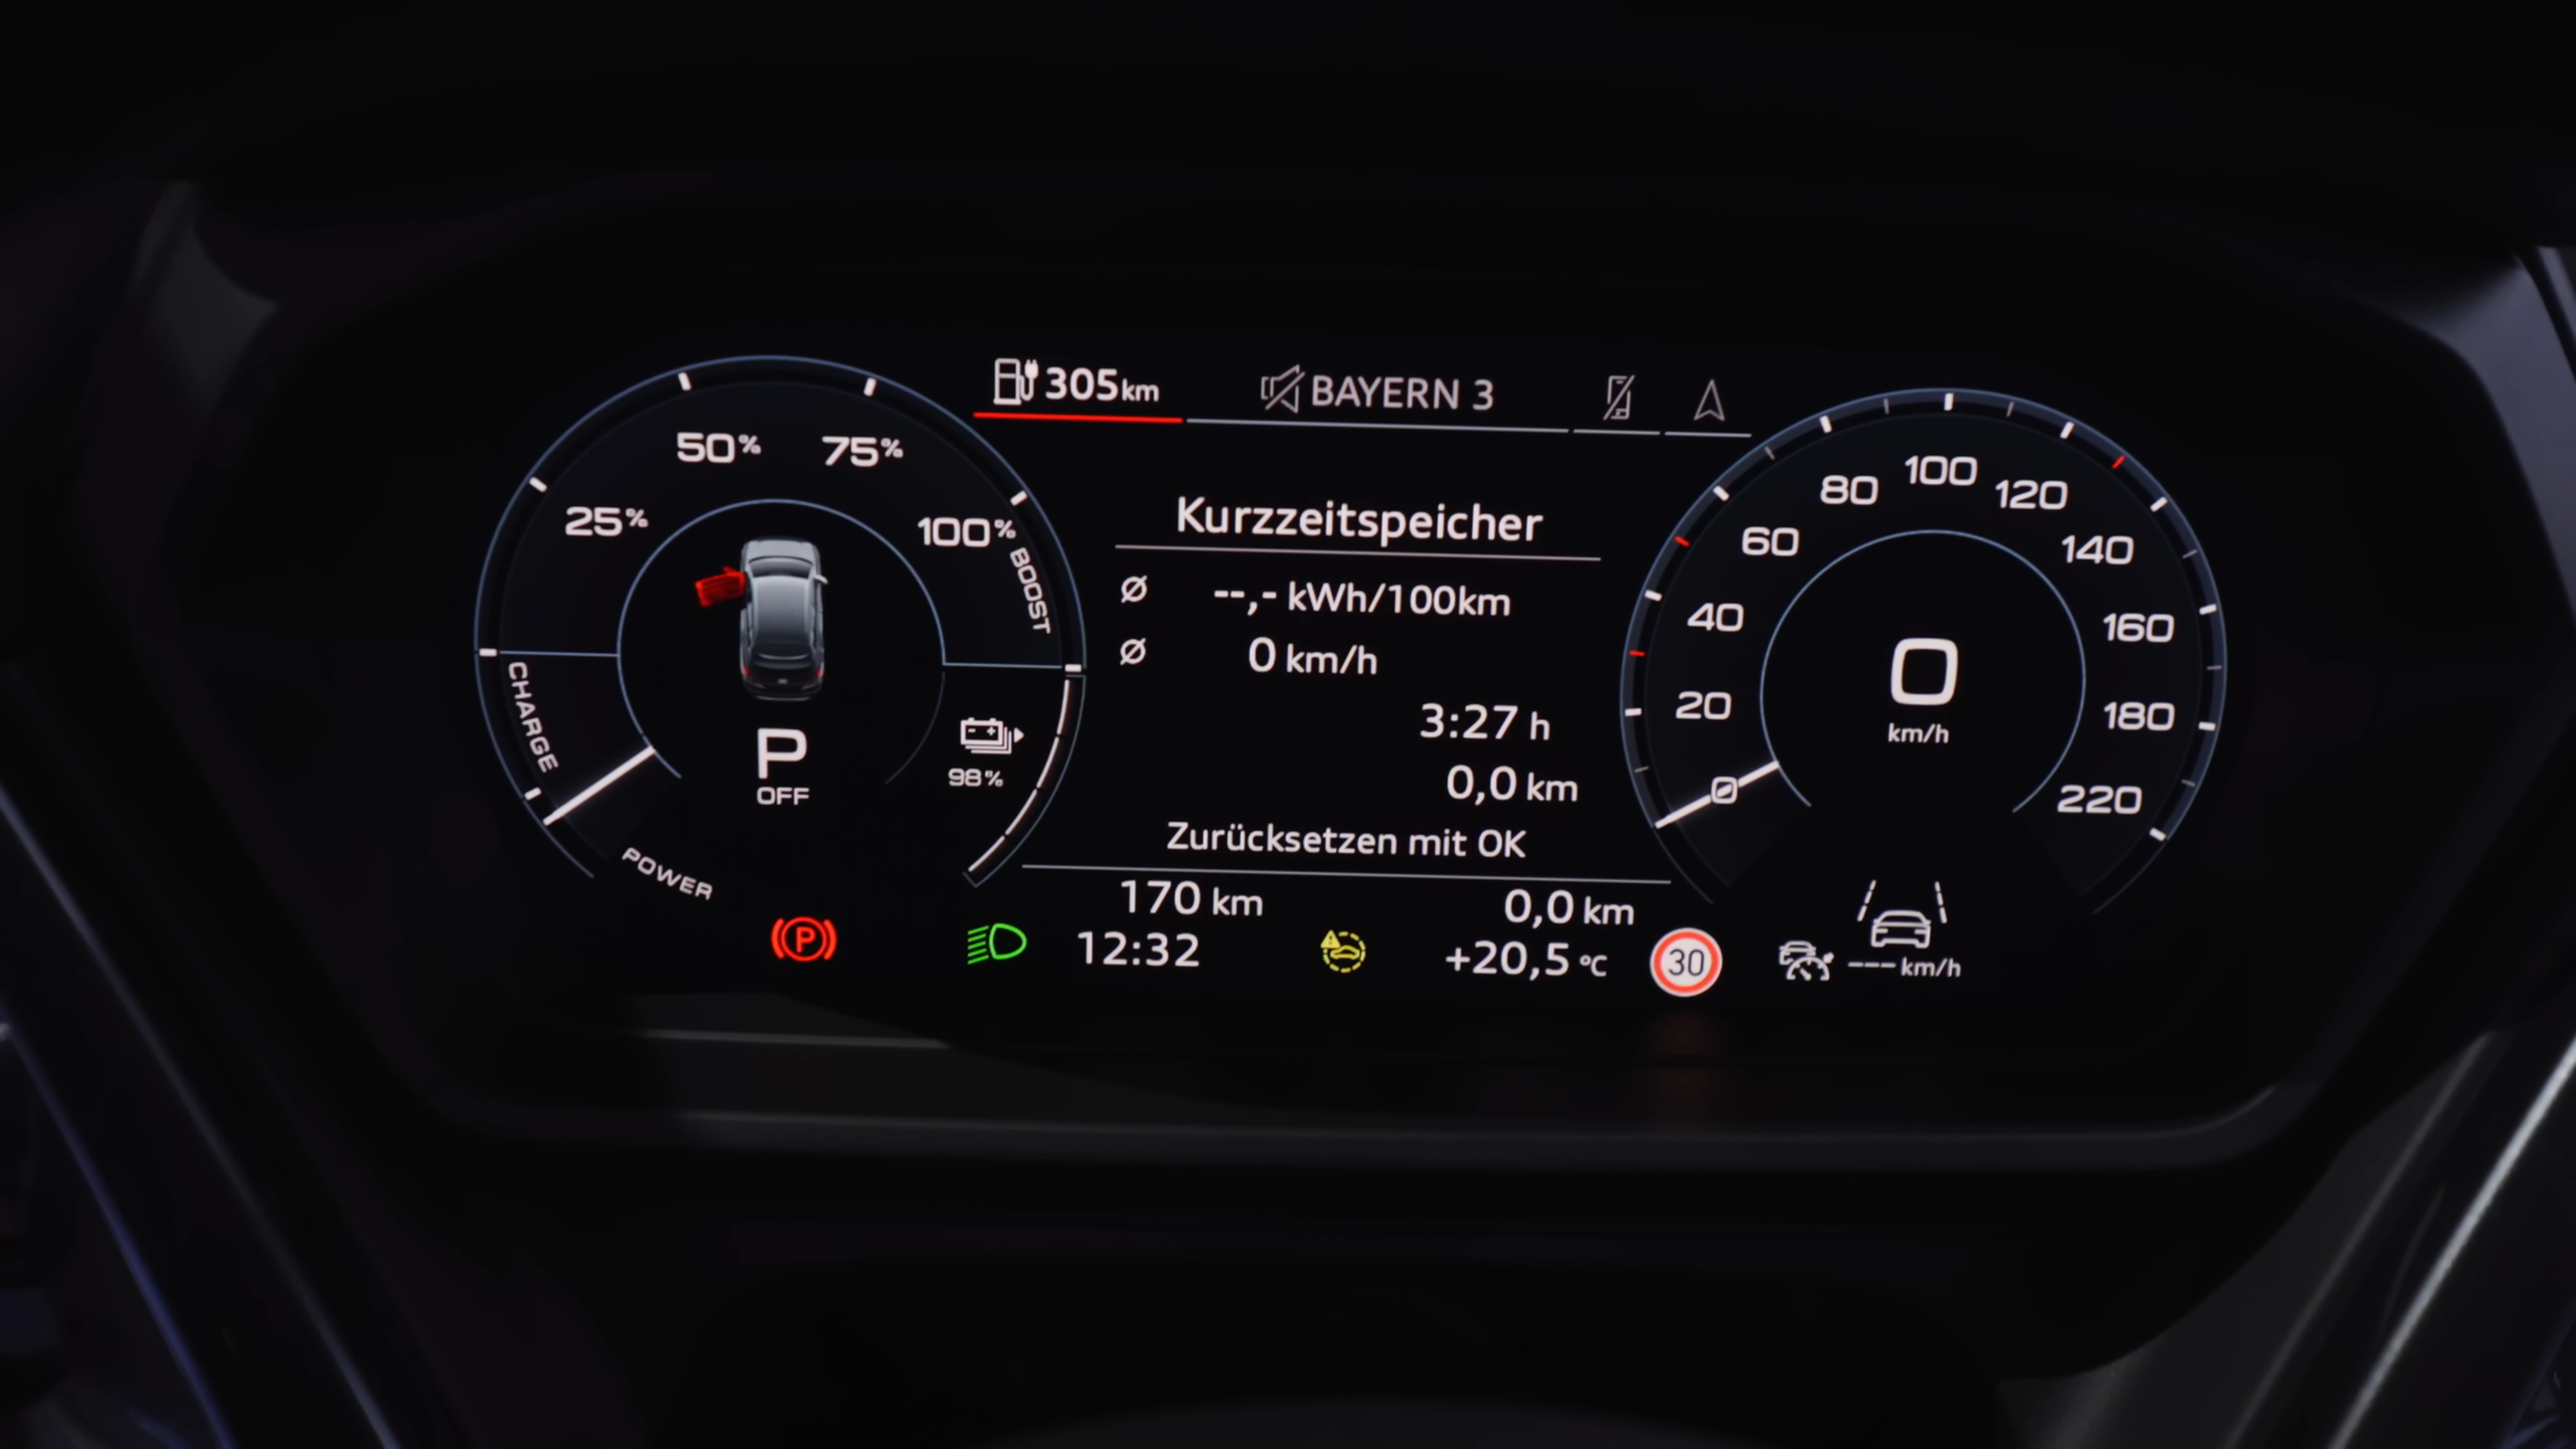 305 km
BAYERN 3
25%
50%
75%
100%
BOOST
CHARGE
POWER
P
OFF
98%
Kurzzeitspeicher
Ø --,- kWh/100km
Ø 0 km/h
3:27 h
0,0 km
Zurücksetzen mit OK
170 km
0,0 km
P
12:32
+20,5 °C
30
--- km/h
0
20
40
60
80
100
120
140
160
180
220
0
km/h